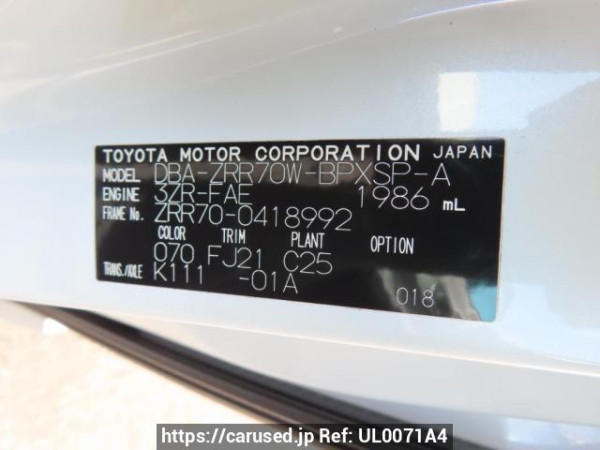 TOYOTA MOTOR CORPORATION JAPAN
MODEL DBA-ZRR70W-BPXSP-A
ENGINE 3ZR-FAE 1986 mL
FRAME No. ZRR70-0418992
COLOR TRIM PLANT OPTION
070 FJ21 C25
TRANS./AXLE K111 -01A
018
https://carused.jp Ref: UL0071A4